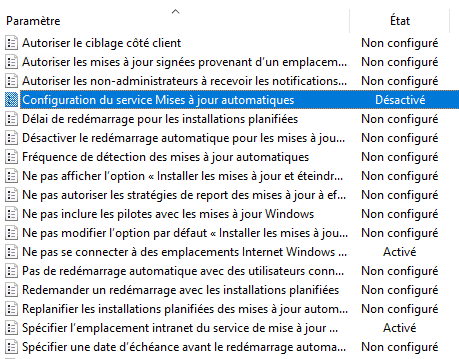 Paramètre État
Autoriser le ciblage côté client Non configuré
Autoriser les mises à jour signées provenant d'un emplacem... Non configuré
Autoriser les non-administrateurs à recevoir les notifications... Non configuré
Configuration du service Mises à jour automatiques Désactivé
Délai de redémarrage pour les installations planifiées Non configuré
Désactiver le redémarrage automatique pour les mises à jou... Non configuré
Fréquence de détection des mises à jour automatiques Non configuré
Ne pas afficher l'option « Installer les mises à jour et éteindr... Non configuré
Ne pas autoriser les stratégies de report des mises à jour à ef... Non configuré
Ne pas inclure les pilotes avec les mises à jour Windows Non configuré
Ne pas modifier l'option par défaut « Installer les mises à jour... Non configuré
Ne pas se connecter à des emplacements Internet Windows ... Activé
Pas de redémarrage automatique avec des utilisateurs conn... Non configuré
Redemander un redémarrage avec les installations planifiées Non configuré
Replanifier les installations planifiées des mises à jour autom... Non configuré
Spécifier l'emplacement intranet du service de mise à jour ... Activé
Spécifier une date d'échéance avant le redémarrage automa... Non configuré